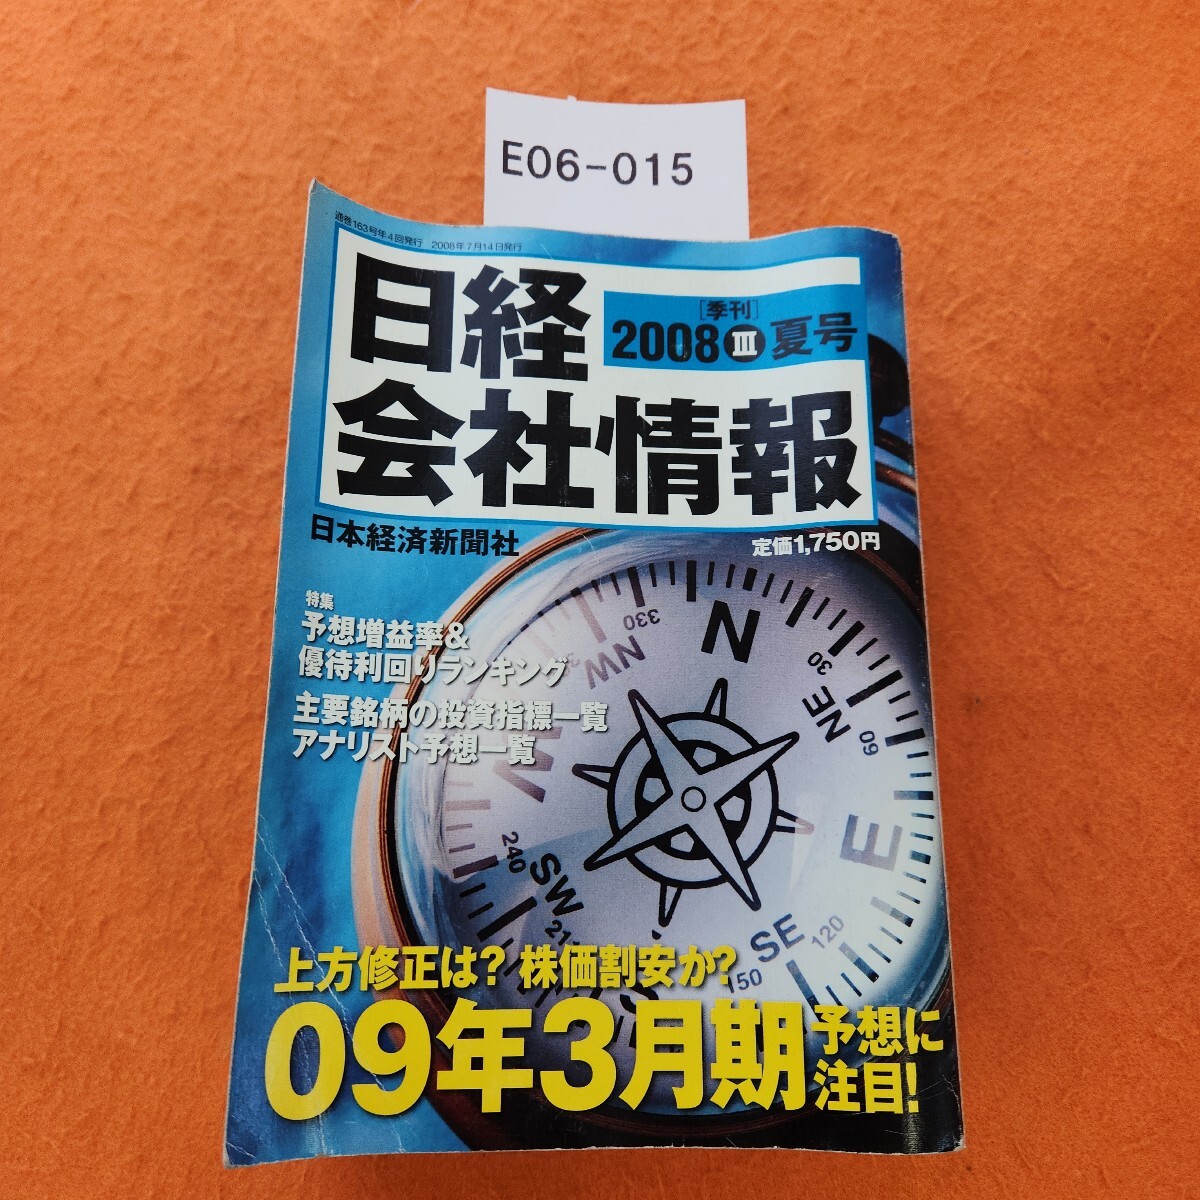 E06-015
通巻163号年4回発行 2008年7月14日発行
日経
会社情報
[季刊]
2008 III 夏号
日本経済新聞社
定価1,750円
特集
予想増益率&
優待利回りランキング
主要銘柄の投資指標一覧
アナリスト予想一覧
330
N
30
NW
NE
60
W
E
240
SW
SE
120
150
S
上方修正は?株価割安か?
09年3月期
予想に
注目!